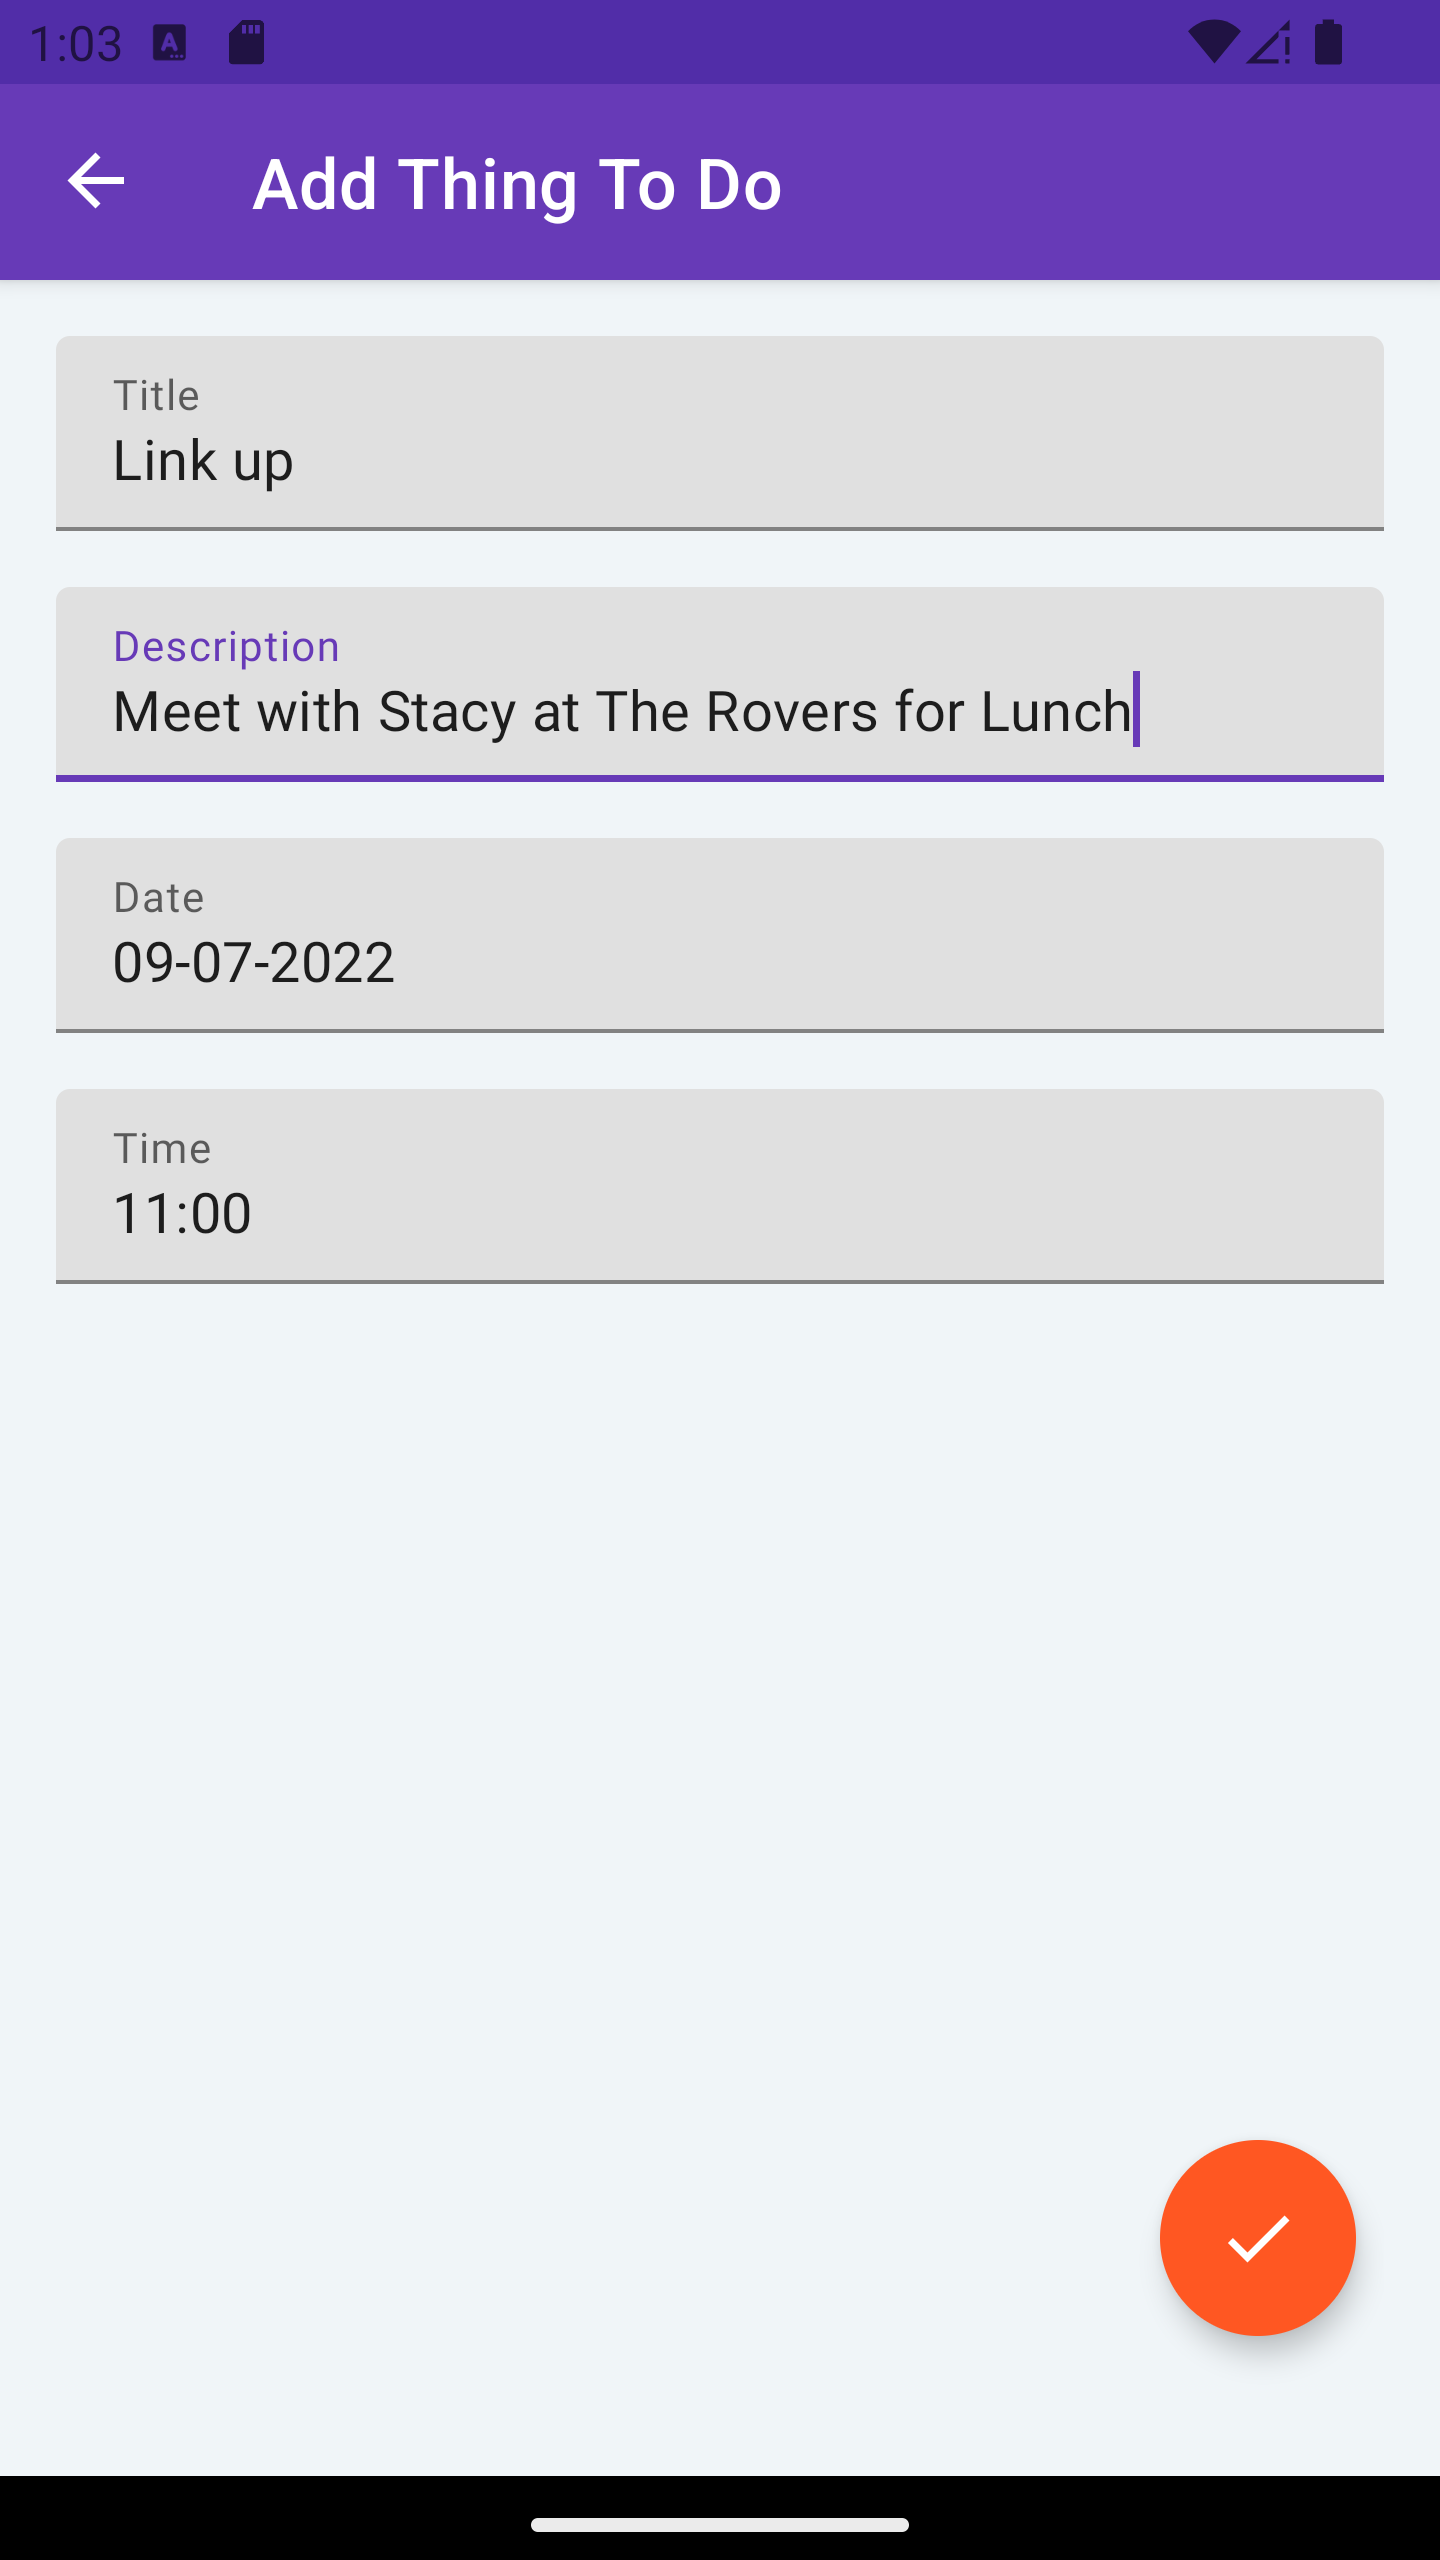 1:03
Add Thing To Do
Title
Link up
Description
Meet with Stacy at The Rovers for Lunch
Date
09-07-2022
Time
11:00